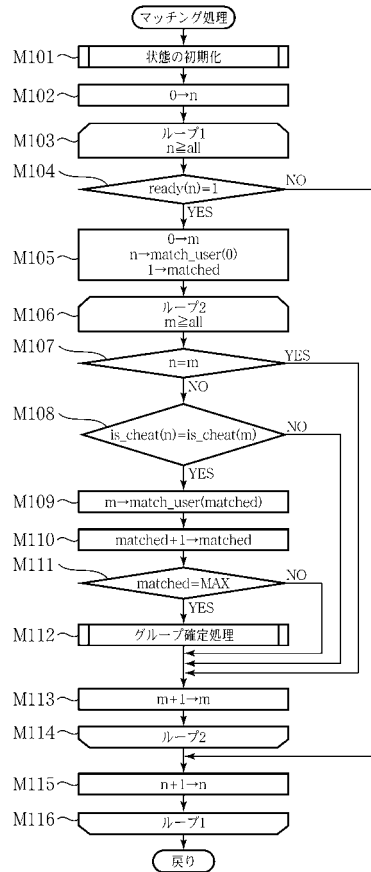 マッチング処理
M101
状態の初期化
M102
0→n
M103
ループ1
n≧all
M104
ready(n)=1
NO
YES
M105
0→m
n→match_user(0)
1→matched
M106
ループ2
m≧all
M107
n=m
YES
NO
M108
is_cheat(n)=is_cheat(m)
NO
YES
M109
m→match_user(matched)
M110
matched+1→matched
M111
matched=MAX
NO
YES
M112
グループ確定処理
M113
m+1→m
M114
ループ2
M115
n+1→n
M116
ループ1
戻り